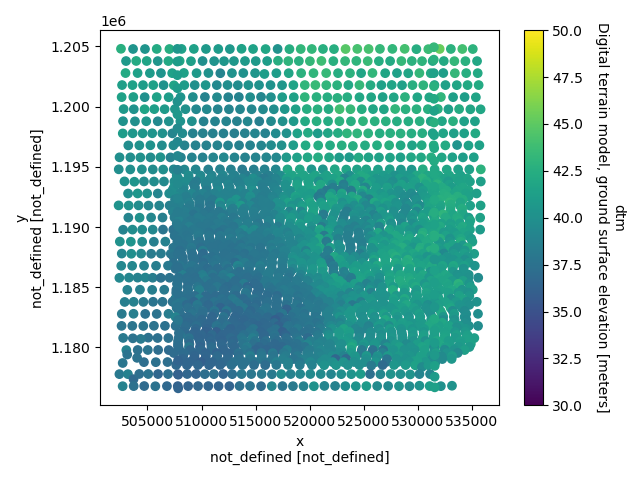 1e6
1.205
1.200
1.195
1.190
1.185
1.180
y
not_defined [not_defined]
505000 510000 515000 520000 525000 530000 535000
x
not_defined [not_defined]
50.0
47.5
45.0
42.5
40.0
37.5
35.0
32.5
30.0
dtm
Digital terrain model, ground surface elevation [meters]